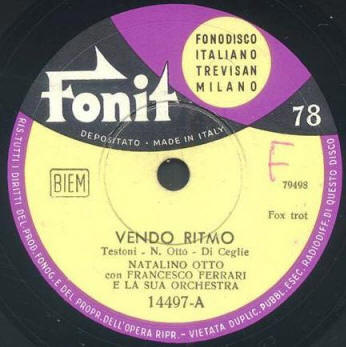 FONODISCO
ITALIANO
TREVISAN
MILANO
Fonit
DEPOSITATO • MADE IN ITALY
78
F
79498
BIEM
Fox trot
VENDO RITMO
Testoni - N. Otto - Di Ceglie
NATALINO OTTO
con FRANCESCO FERRARI
E LA SUA ORCHESTRA
14497-A
RIS. TUTTI I DIRITTI DEL PROD. FONOG. E DEL PROPR. DELL'OPERA RIPR. - VIETATA DUPLIC. PUBBL. ESEC. RADIODIFF. DI QUESTO DISCO